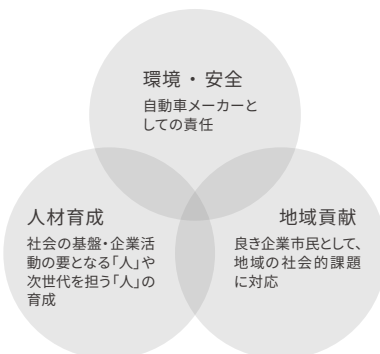 環境・安全
自動車メーカーと
しての責任
人材育成
社会の基盤・企業活
動の要となる「人」や
次世代を担う「人」の
育成
地域貢献
良き企業市民として、
地域の社会的課題
に対応